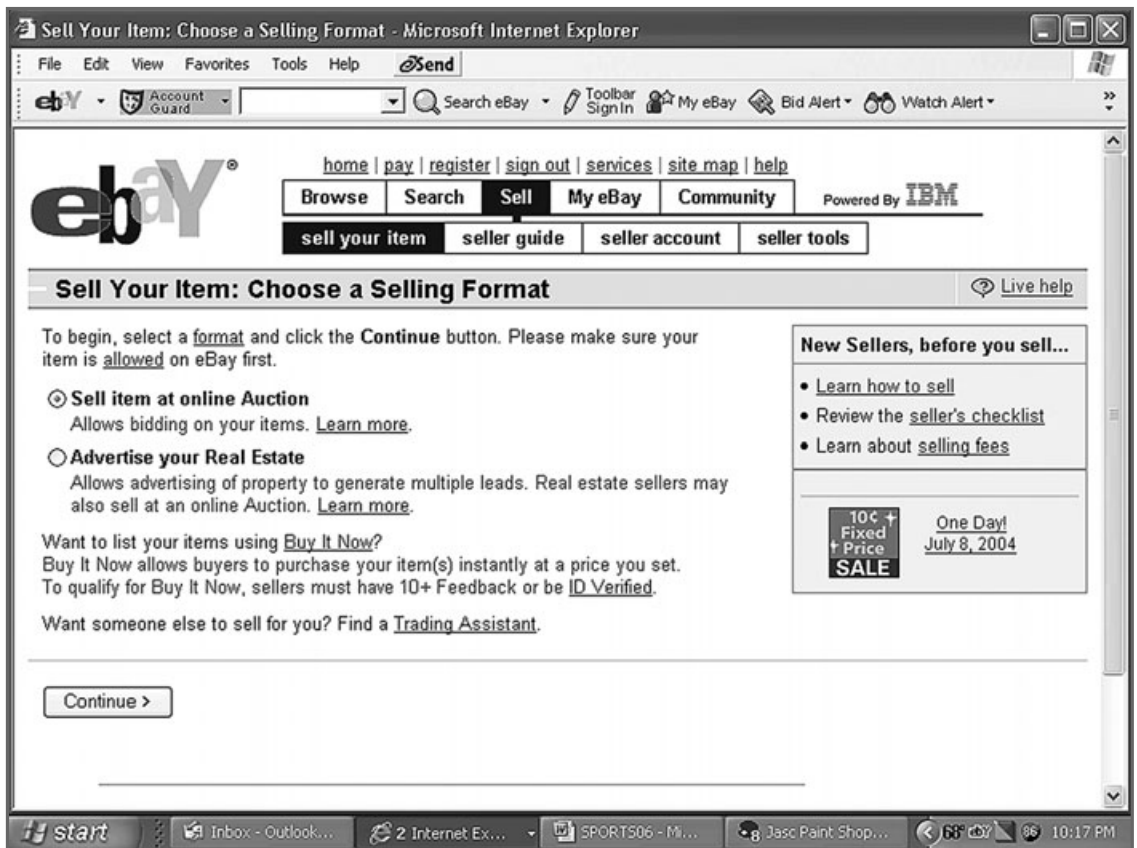 Sell Your Item: Choose a Selling Format - Microsoft Internet Explorer
File Edit View Favorites Tools Help Send
ebY Account Guard Search eBay Toolbar Sign In My eBay Bid Alert Watch Alert
home | pay | register | sign out | services | site map | help
ebaY®
Browse Search Sell My eBay Community Powered By IBM
sell your item seller guide seller account seller tools
Sell Your Item: Choose a Selling Format Live help
To begin, select a format and click the Continue button. Please make sure your
item is allowed on eBay first.
Sell item at online Auction
Allows bidding on your items. Learn more.
Advertise your Real Estate
Allows advertising of property to generate multiple leads. Real estate sellers may
also sell at an online Auction. Learn more.
Want to list your items using Buy It Now?
Buy It Now allows buyers to purchase your item(s) instantly at a price you set.
To qualify for Buy It Now, sellers must have 10+ Feedback or be ID Verified.
Want someone else to sell for you? Find a Trading Assistant.
New Sellers, before you sell...
• Learn how to sell
• Review the seller's checklist
• Learn about selling fees
10¢
Fixed
Price
SALE
One Day!
July 8, 2004
Continue >
start Inbox - Outlook... 2 Internet Ex... SPORTS06 - Mi... Jasc Paint Shop... 68° 86 10:17 PM